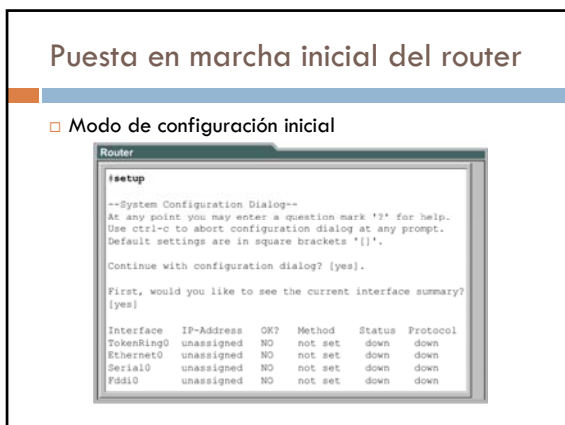 Puesta en marcha inicial del router
Modo de configuración inicial
Router
#setup
--System Configuration Dialog--
At any point you may enter a question mark '?' for help.
Use ctrl-c to abort configuration dialog at any prompt.
Default settings are in square brackets '[]'.
Continue with configuration dialog? [yes].
First, would you like to see the current interface summary?
[yes]
Interface IP-Address OK? Method Status Protocol
TokenRing0 unassigned NO not set down down
Ethernet0 unassigned NO not set down down
Serial0 unassigned NO not set down down
Fddi0 unassigned NO not set down down